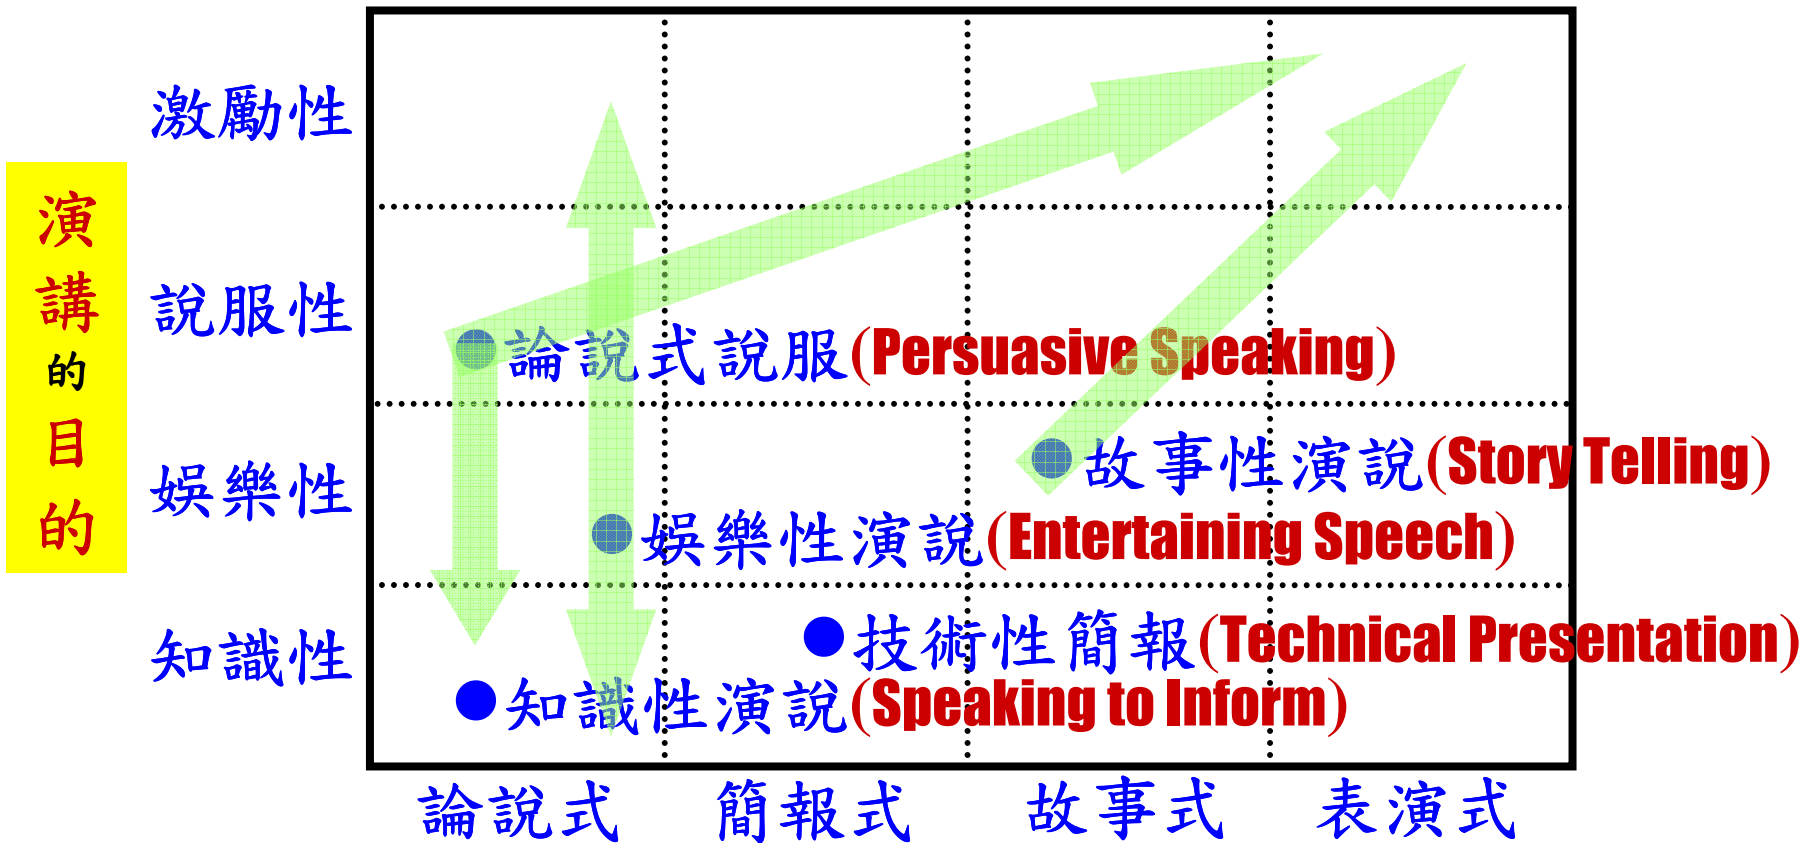 演講的目的
激勵性
說服性
娛樂性
知識性
論說式說服(Persuasive Speaking)
故事性演說(Story Telling)
娛樂性演說(Entertaining Speech)
技術性簡報(Technical Presentation)
知識性演說(Speaking to Inform)
論說式
簡報式
故事式
表演式